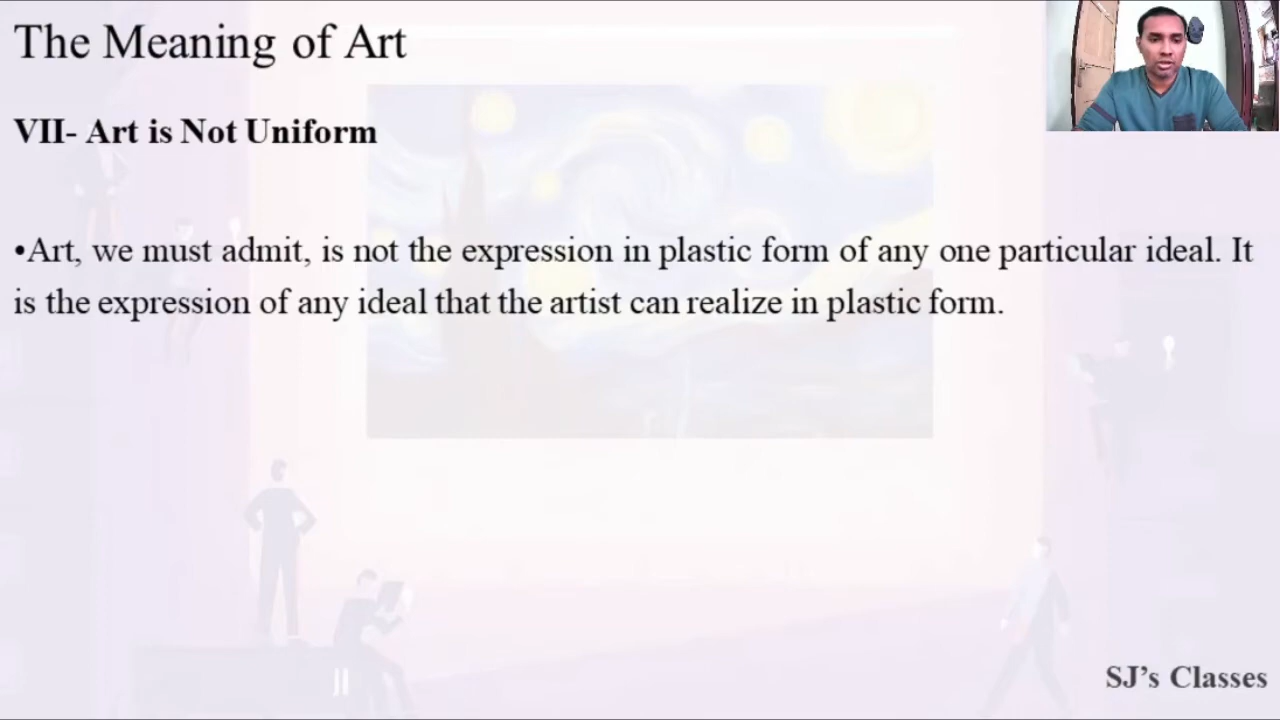 The Meaning of Art
VII- Art is Not Uniform
•Art, we must admit, is not the expression in plastic form of any one particular ideal. It
is the expression of any ideal that the artist can realize in plastic form.
SJ’s Classes